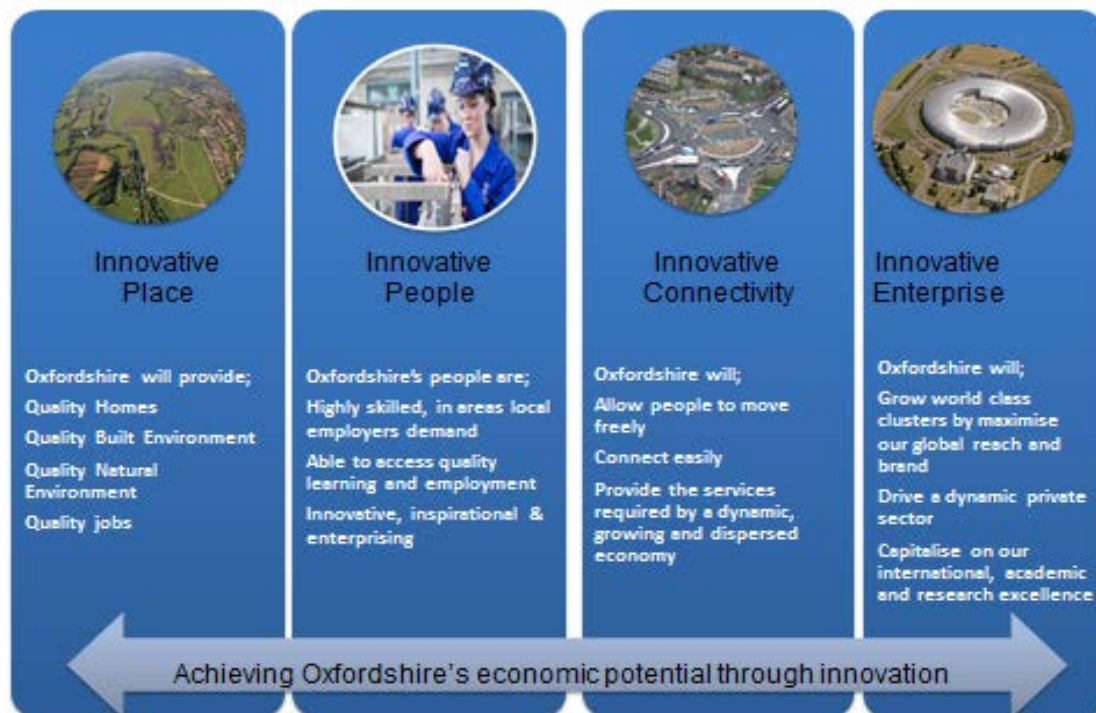 Innovative
Place
Oxfordshire will provide;
Quality Homes
Quality Built Environment
Quality Natural
Environment
Quality jobs
Innovative
People
Oxfordshire's people are;
Highly skilled, in areas local
employers demand
Able to access quality
learning and employment
Innovative, inspirational &
enterprising
Innovative
Connectivity
Oxfordshire will;
Allow people to move
freely
Connect easily
Provide the services
required by a dynamic,
growing and dispersed
economy
Innovative
Enterprise
Oxfordshire will;
Grow world class
clusters by maximise
our global reach and
brand
Drive a dynamic private
sector
Capitalise on our
international, academic
and research excellence
Achieving Oxfordshire's economic potential through innovation